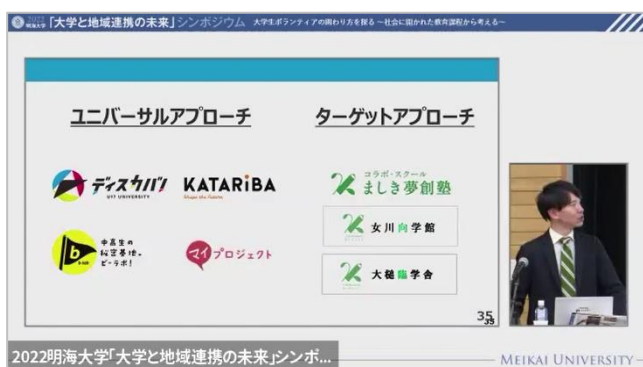 2022 明海大学「大学と地域連携の未来」シンポジウム 大学生ボランティアの関わり方を探る ～社会に開かれた教育課程から考える～
ユニバーサルアプローチ
ターゲットアプローチ
ディスカバ!
KATARiBA
b
中高生の
秘密基地。
ビーラボ!
マイプロジェクト
コラボ・スクール
ましき夢創塾
女川向学館
大槌臨学舎
35
35
2022明海大学「大学と地域連携の未来」シンポ...
MEIKAI UNIVERSITY